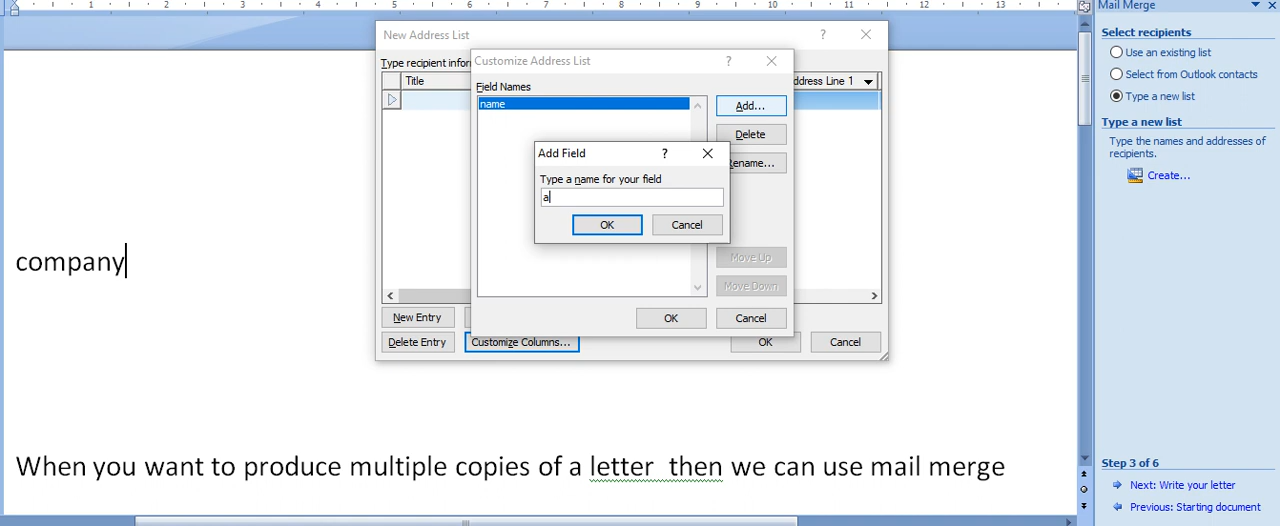 1 2 3 4 5 6 7 8 9 10 11 12 13
Mail Merge
New Address List ?
Select recipients
Use an existing list
Select from Outlook contacts
Type a new list
Type a new list
Type the names and addresses of
recipients.
Create...
Type recipient infor
Title
ddress Line 1
Customize Address List ?
Field Names
name
Add...
Delete
Rename...
Move Up
Move Down
OK Cancel
Add Field ?
Type a name for your field
a
OK Cancel
New Entry
Delete Entry Customize Columns... OK Cancel
company
When you want to produce multiple copies of a letter then we can use mail merge
Step 3 of 6
Next: Write your letter
Previous: Starting document